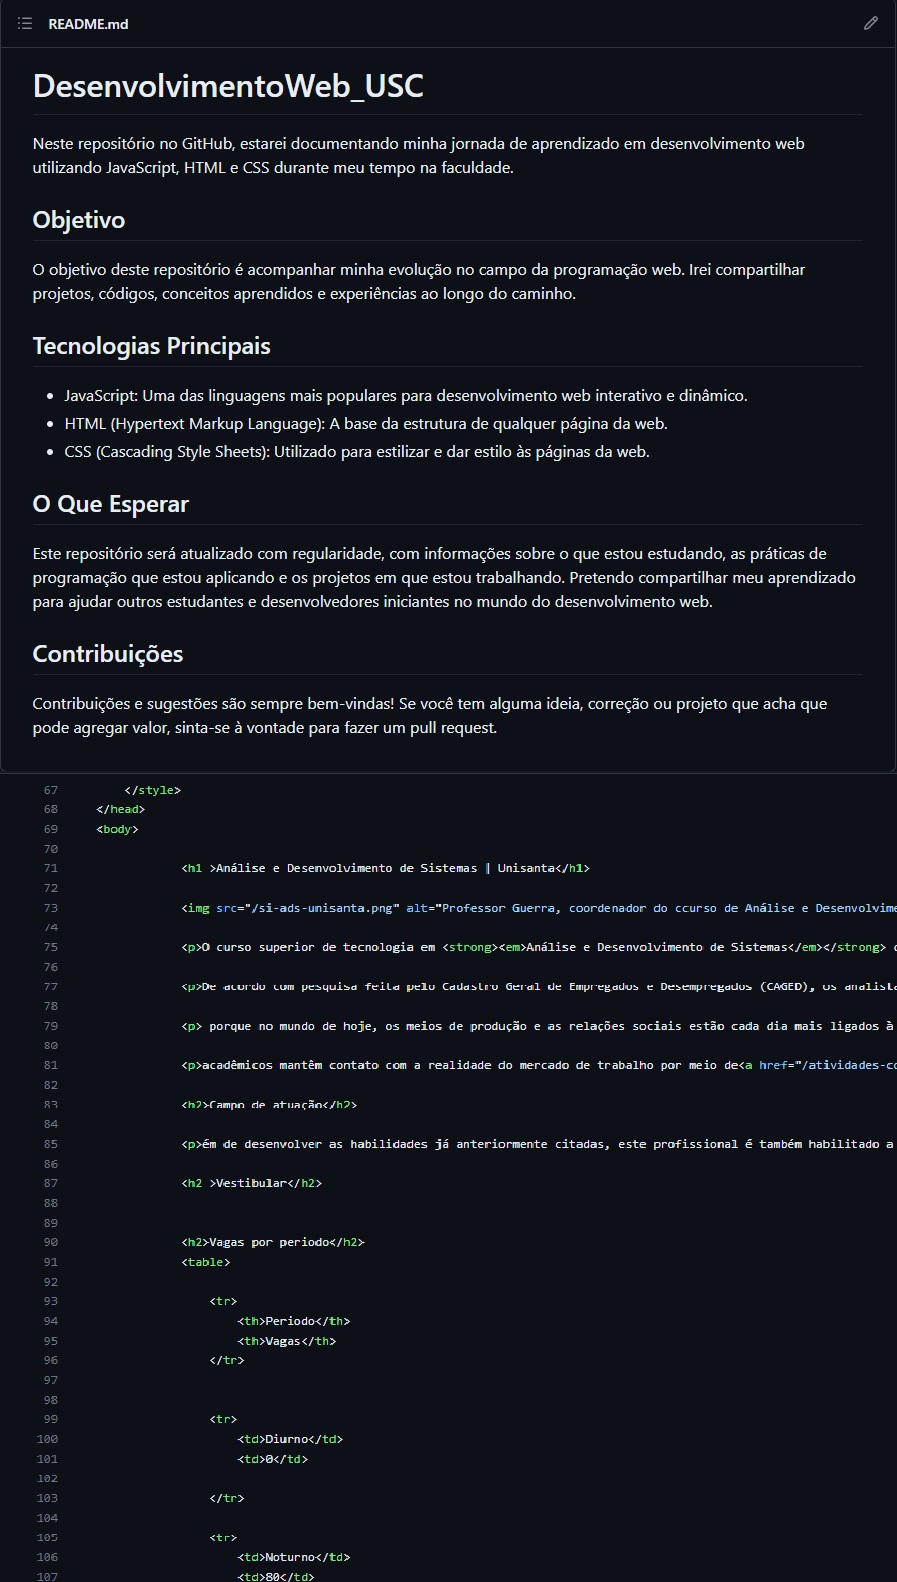 README.md
DesenvolvimentoWeb_USC
Neste repositório no GitHub, estarei documentando minha jornada de aprendizado em desenvolvimento web
utilizando JavaScript, HTML e CSS durante meu tempo na faculdade.
Objetivo
O objetivo deste repositório é acompanhar minha evolução no campo da programação web. Irei compartilhar
projetos, códigos, conceitos aprendidos e experiências ao longo do caminho.
Tecnologias Principais
• JavaScript: Uma das linguagens mais populares para desenvolvimento web interativo e dinâmico.
• HTML (Hypertext Markup Language): A base da estrutura de qualquer página da web.
• CSS (Cascading Style Sheets): Utilizado para estilizar e dar estilo às páginas da web.
O Que Esperar
Este repositório será atualizado com regularidade, com informações sobre o que estou estudando, as práticas de
programação que estou aplicando e os projetos em que estou trabalhando. Pretendo compartilhar meu aprendizado
para ajudar outros estudantes e desenvolvedores iniciantes no mundo do desenvolvimento web.
Contribuições
Contribuições e sugestões são sempre bem-vindas! Se você tem alguma ideia, correção ou projeto que acha que
pode agregar valor, sinta-se à vontade para fazer um pull request.
67 </style>
68 </head>
69 <body>
70
71 <h1 >Análise e Desenvolvimento de Sistemas | Unisanta</h1>
72
73 <img src="/si-ads-unisanta.png" alt="Professor Guerra, coordenador do ccurso de Análise e Desenvolvime
74
75 <p>O curso superior de tecnologia em <strong><em>Análise e Desenvolvimento de Sistemas</em></strong>
76
77 <p>De acordo com pesquisa feita pelo Cadastro Geral de Empregados e Desempregados (CAGED), os analista
78
79 <p> porque no mundo de hoje, os meios de produção e as relações sociais estão cada dia mais ligados à
80
81 <p>acadêmicos mantêm contato com a realidade do mercado de trabalho por meio de<a href="/atividades-co
82
83 <h2>Campo de atuação</h2>
84
85 <p>ém de desenvolver as habilidades já anteriormente citadas, este profissional é também habilitado a
86
87 <h2 >Vestibular</h2>
88
89
90 <h2>Vagas por periodo</h2>
91 <table>
92
93 <tr>
94 <th>Periodo</th>
95 <th>Vagas</th>
96 </tr>
97
98
99 <tr>
100 <td>Diurno</td>
101 <td>0</td>
102
103 </tr>
104
105 <tr>
106 <td>Noturno</td>
107 <td>80</td>